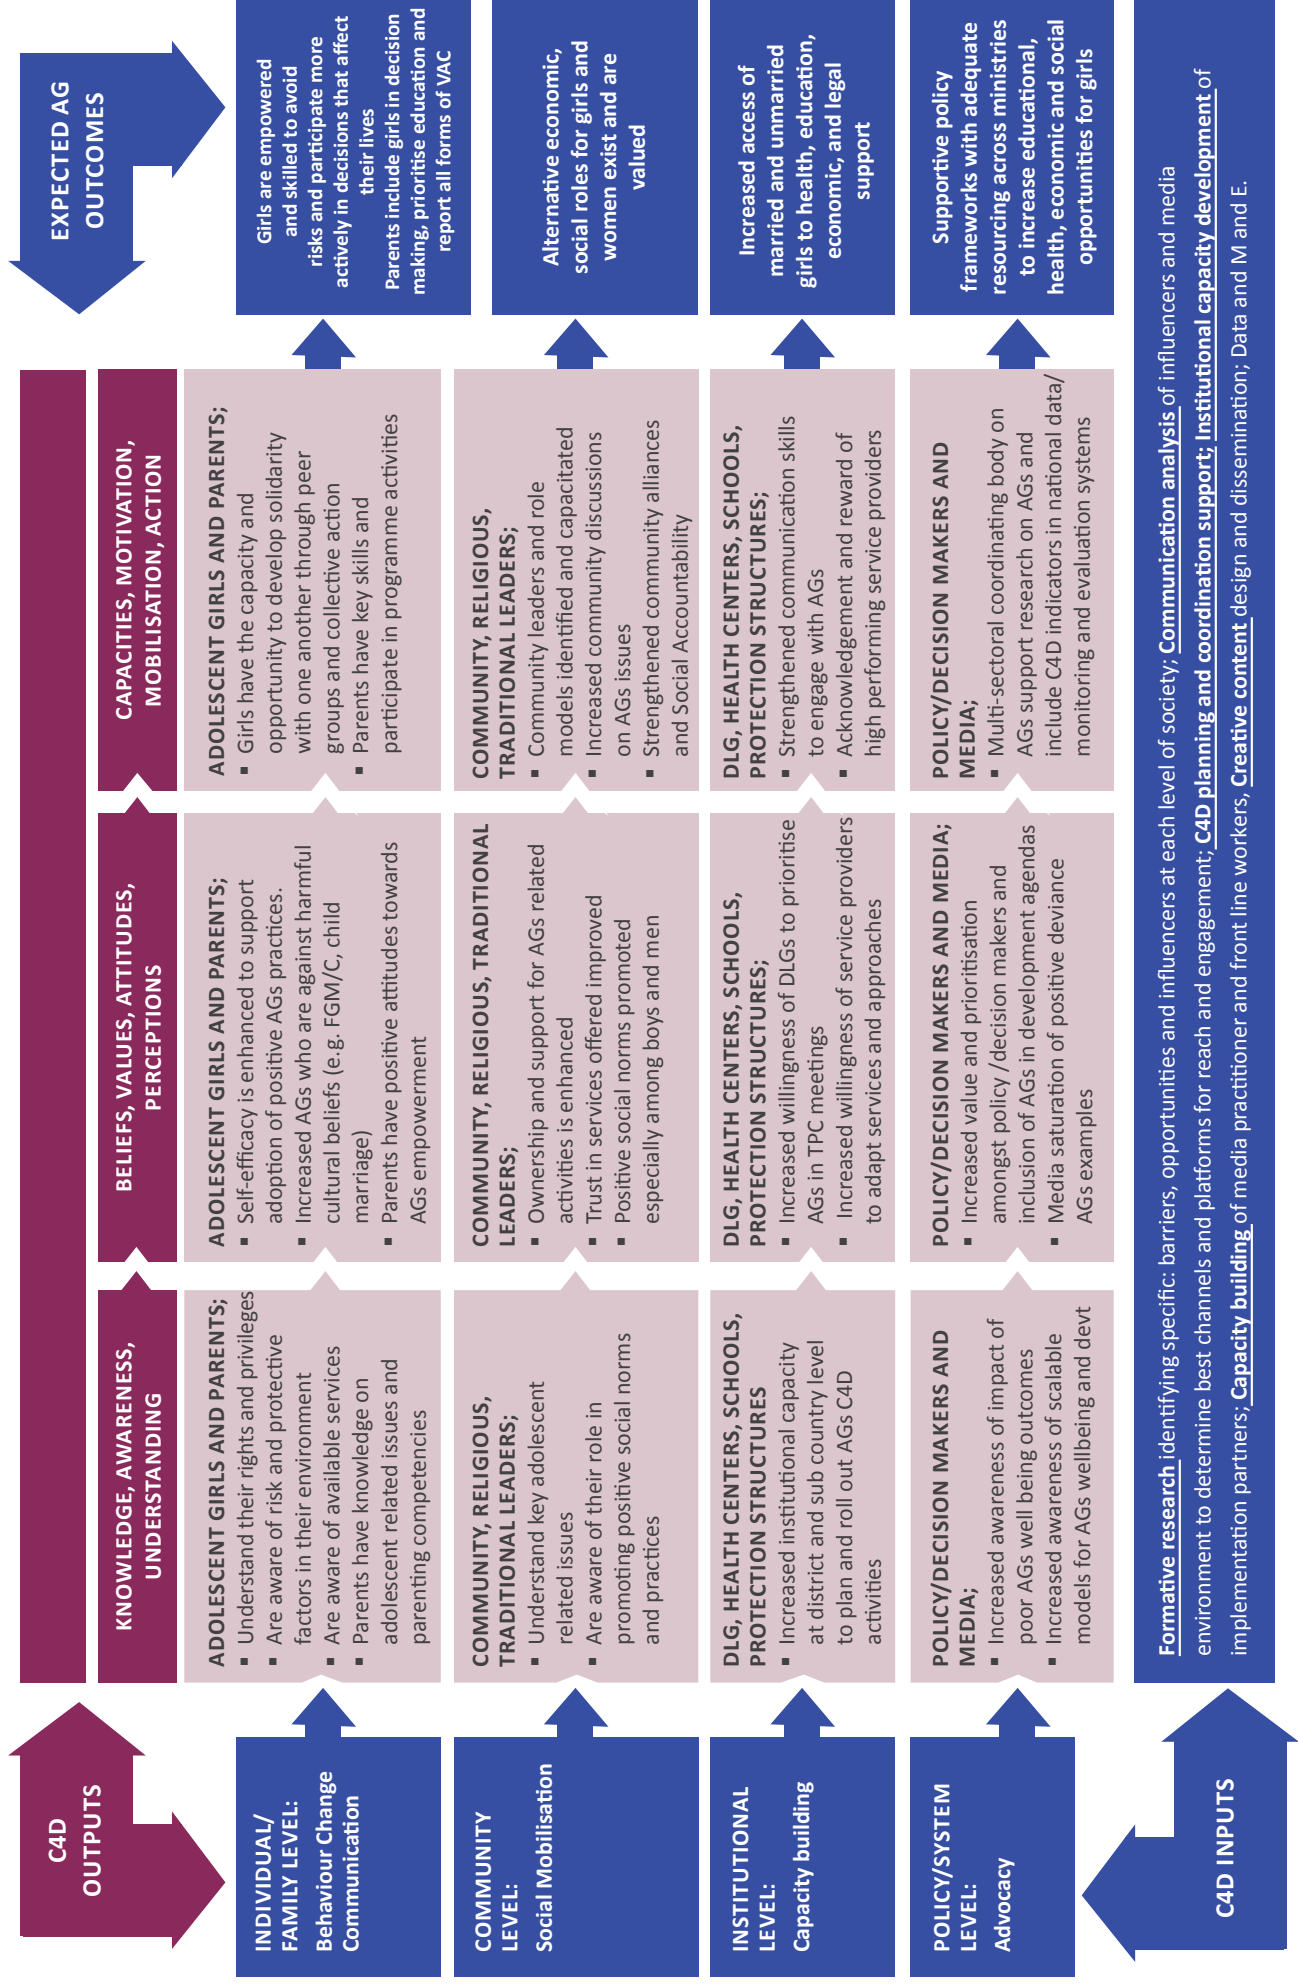 C4D
OUTPUTS
EXPECTED AG
OUTCOMES
KNOWLEDGE, AWARENESS,
UNDERSTANDING
BELIEFS, VALUES, ATTITUDES,
PERCEPTIONS
CAPACITIES, MOTIVATION,
MOBILISATION, ACTION
INDIVIDUAL/
FAMILY LEVEL:
Behaviour Change
Communication
ADOLESCENT GIRLS AND PARENTS;
▪ Understand their rights and privileges
▪ Are aware of risk and protective
factors in their environment
▪ Are aware of available services
▪ Parents have knowledge on
adolescent related issues and
parenting competencies
ADOLESCENT GIRLS AND PARENTS;
▪ Self-efficacy is enhanced to support
adoption of positive AGs practices.
▪ Increased AGs who are against harmful
cultural beliefs (e.g. FGM/C, child
marriage)
▪ Parents have positive attitudes towards
AGs empowerment
ADOLESCENT GIRLS AND PARENTS;
▪ Girls have the capacity and
opportunity to develop solidarity
with one another through peer
groups and collective action
▪ Parents have key skills and
participate in programme activities
Girls are empowered
and skilled to avoid
risks and participate more
actively in decisions that affect
their lives
Parents include girls in decision
making, prioritise education and
report all forms of VAC
COMMUNITY
LEVEL:
Social Mobilisation
COMMUNITY, RELIGIOUS,
TRADITIONAL LEADERS;
▪ Understand key adolescent
related issues
▪ Are aware of their role in
promoting positive social norms
and practices
COMMUNITY, RELIGIOUS, TRADITIONAL
LEADERS;
▪ Ownership and support for AGs related
activities is enhanced
▪ Trust in services offered improved
▪ Positive social norms promoted
especially among boys and men
COMMUNITY, RELIGIOUS,
TRADITIONAL LEADERS;
▪ Community leaders and role
models identified and capacitated
▪ Increased community discussions
on AGs issues
▪ Strengthened community alliances
and Social Accountability
Alternative economic,
social roles for girls and
women exist and are
valued
INSTITUTIONAL
LEVEL:
Capacity building
DLG, HEALTH CENTERS, SCHOOLS,
PROTECTION STRUCTURES
▪ Increased institutional capacity
at district and sub country level
to plan and roll out AGs C4D
activities
DLG, HEALTH CENTERS, SCHOOLS,
PROTECTION STRUCTURES;
▪ Increased willingness of DLGs to prioritise
AGs in TPC meetings
▪ Increased willingness of service providers
to adapt services and approaches
DLG, HEALTH CENTERS, SCHOOLS,
PROTECTION STRUCTURES;
▪ Strengthened communication skills
to engage with AGs
▪ Acknowledgement and reward of
high performing service providers
Increased access of
married and unmarried
girls to health, education,
economic, and legal
support
POLICY/SYSTEM
LEVEL:
Advocacy
POLICY/DECISION MAKERS AND
MEDIA;
▪ Increased awareness of impact of
poor AGs well being outcomes
▪ Increased awareness of scalable
models for AGs wellbeing and devt
POLICY/DECISION MAKERS AND MEDIA;
▪ Increased value and prioritisation
amongst policy /decision makers and
inclusion of AGs in development agendas
▪ Media saturation of positive deviance
AGs examples
POLICY/DECISION MAKERS AND
MEDIA;
▪ Multi-sectoral coordinating body on
AGs support research on AGs and
include C4D indicators in national data/
monitoring and evaluation systems
Supportive policy
frameworks with adequate
resourcing across ministries
to increase educational,
health, economic and social
opportunities for girls
C4D INPUTS
Formative research identifying specific: barriers, opportunities and influencers at each level of society; Communication analysis of influencers and media
environment to determine best channels and platforms for reach and engagement; C4D planning and coordination support; Institutional capacity development of
implementation partners; Capacity building of media practitioner and front line workers, Creative content design and dissemination; Data and M and E.